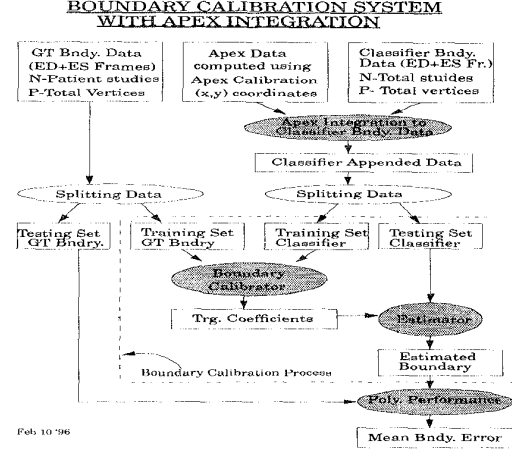 BOUNDARY CALIBRATION SYSTEM
WITH APEX INTEGRATION
GT Bndy. Data
(ED+ES Frames)
N-Patient studies
P-Total Vertices
Apex Data
computed using
Apex Calibration
(x,y) coordinates
Classifier Bndy.
Data (ED+ES Fr.)
N-Total stuides
P- Total vertices
Apex Integration to
Classifier Bndy. Data
Classifier Appended Data
Splitting Data
Splitting Data
Testing Set
GT Bndry.
Training Set
GT Bndry
Training Set
Classifier
Testing Set
Classifier
Boundary
Calibrator
Trg. Coefficients
Estimator
Estimated
Boundary
Boundary Calibration Process
Poly. Performance
Feb 10 '96
Mean Bndy. Error